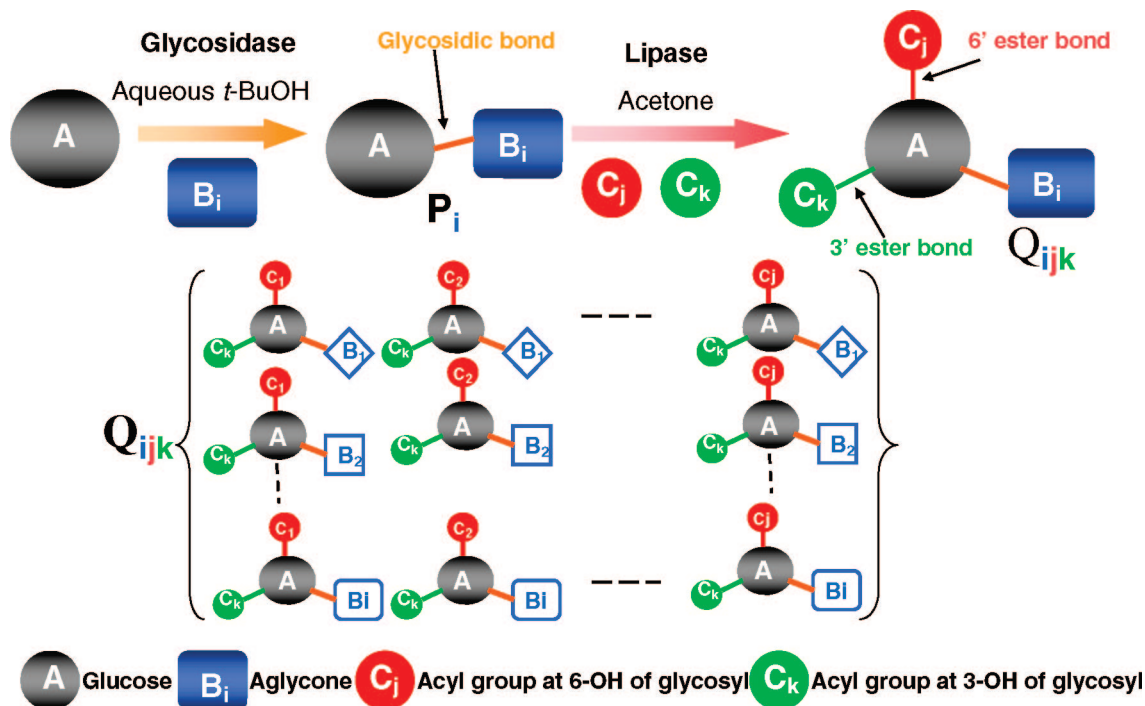 Glycosidase
Aqueous t-BuOH
A
Bi
Glycosidic bond
A
Bi
Pi
Lipase
Acetone
Cj
Ck
Cj
6' ester bond
A
Ck
Bi
3' ester bond
Qijk
C1
A
Ck
B1
C2
A
Ck
B1
Cj
A
Ck
B1
Qijk
C1
A
Ck
B2
C2
A
Ck
B2
Cj
A
Ck
B2
C1
A
Ck
Bi
C2
A
Ck
Bi
Cj
A
Ck
Bi
A Glucose Bi Aglycone Cj Acyl group at 6-OH of glycosyl Ck Acyl group at 3-OH of glycosyl